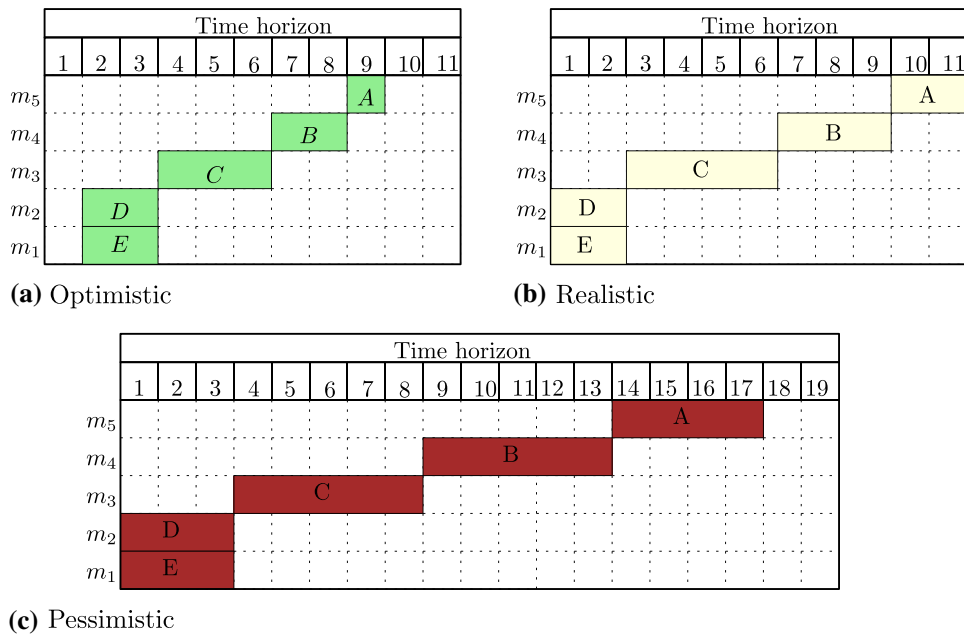 Time horizon
1 2 3 4 5 6 7 8 9 10 11
m5 A
m4 B
m3 C
m2 D
m1 E
(a) Optimistic
Time horizon
1 2 3 4 5 6 7 8 9 10 11
m5 A
m4 B
m3 C
m2 D
m1 E
(b) Realistic
Time horizon
1 2 3 4 5 6 7 8 9 10 11 12 13 14 15 16 17 18 19
m5 A
m4 B
m3 C
m2 D
m1 E
(c) Pessimistic